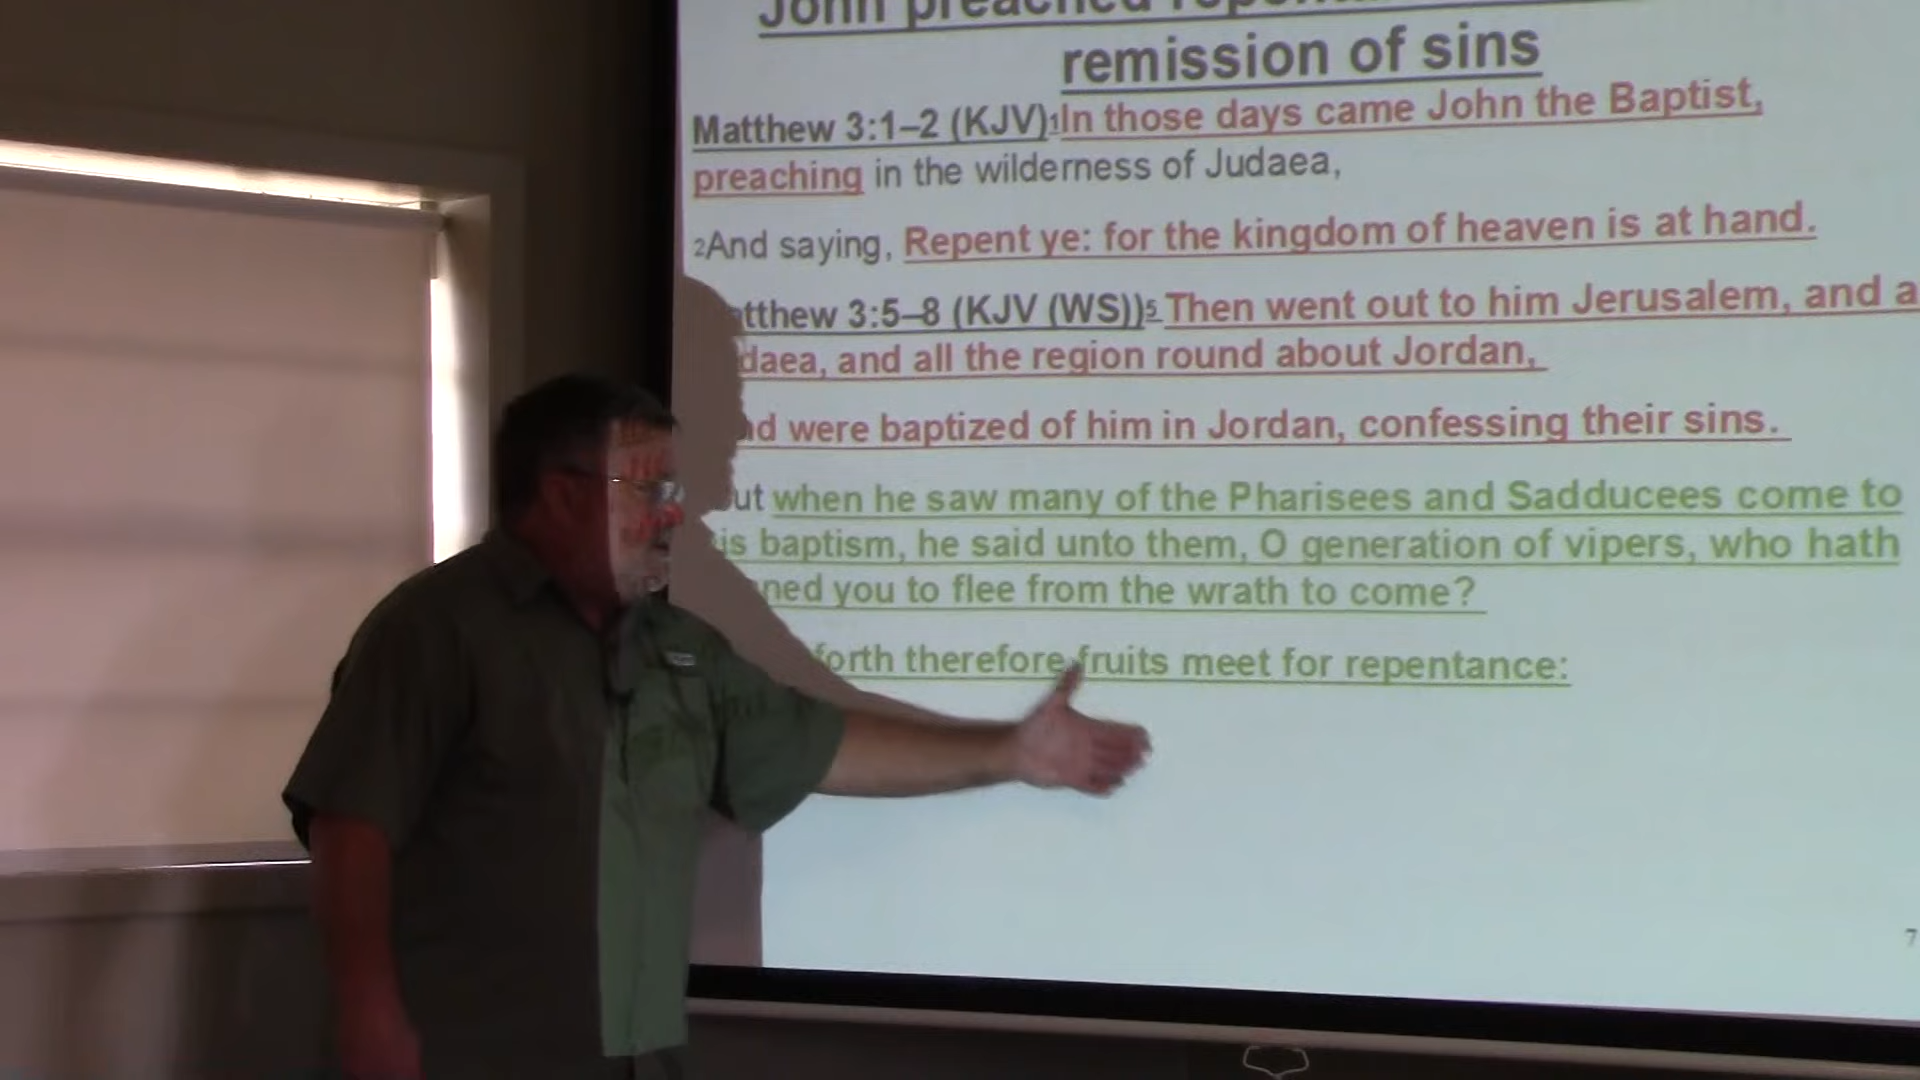 John preached
remission of sins
Matthew 3:1–2 (KJV)1In those days came John the Baptist,
preaching in the wilderness of Judaea,
2And saying, Repent ye: for the kingdom of heaven is at hand.
tthew 3:5–8 (KJV (WS))5 Then went out to him Jerusalem, and a
daea, and all the region round about Jordan,
nd were baptized of him in Jordan, confessing their sins.
ut when he saw many of the Pharisees and Sadducees come to
is baptism, he said unto them, O generation of vipers, who hath
ned you to flee from the wrath to come?
forth therefore fruits meet for repentance:
7